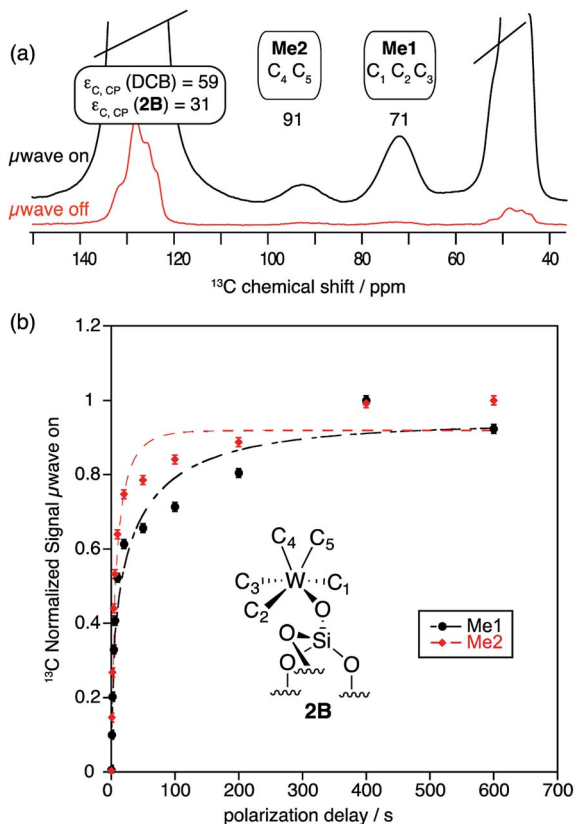 (a)
Me2
C₄ C₅
Me1
C₁ C₂ C₃
εC, CP (DCB) = 59
εC, CP (2B) = 31
91
71
μwave on
μwave off
140 120 100 80 60 40
¹³C chemical shift / ppm
(b)
1.2
1
0.8
0.6
0.4
0.2
0
¹³C Normalized Signal μwave on
C₄ C₅
C₃ W C₁
C₂ O
O Si
O O
2B
Me1
Me2
0 100 200 300 400 500 600 700
polarization delay / s